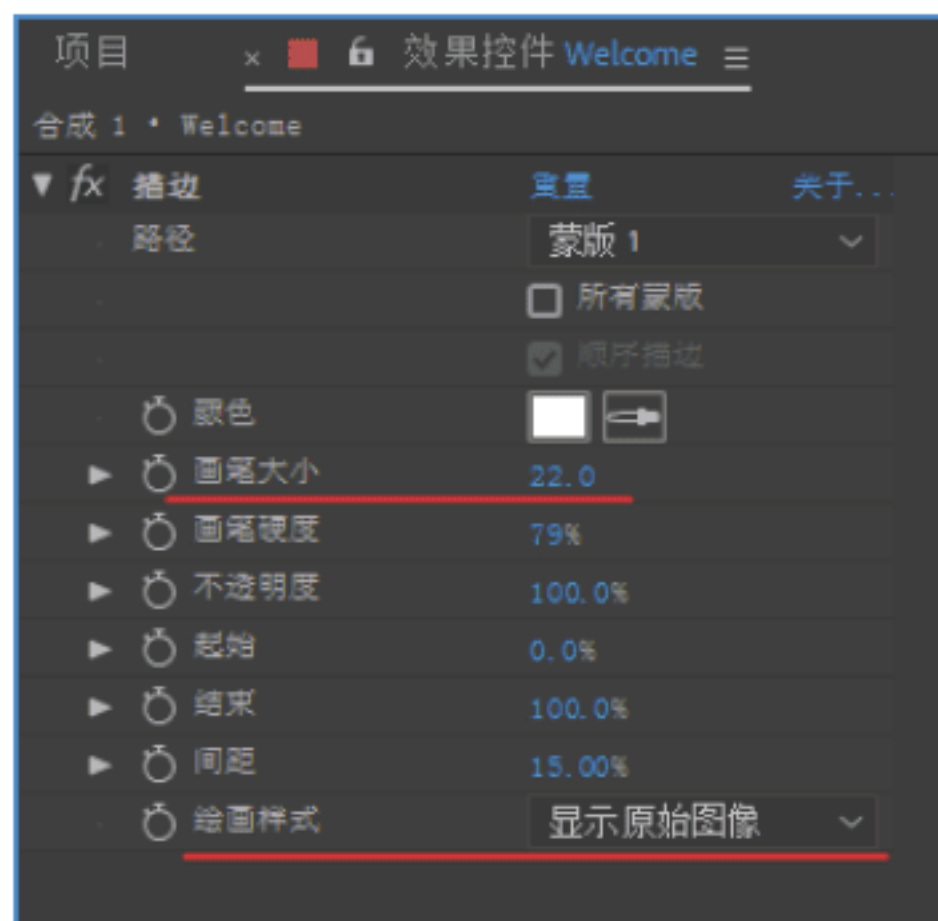 项目 × 效果控件 Welcome ≡
合成 1 • Welcome
fx 描边 重置 关于...
路径 蒙版 1
所有蒙版
顺序描边
颜色
画笔大小 22.0
画笔硬度 79%
不透明度 100.0%
起始 0.0%
结束 100.0%
间距 15.00%
绘画样式 显示原始图像